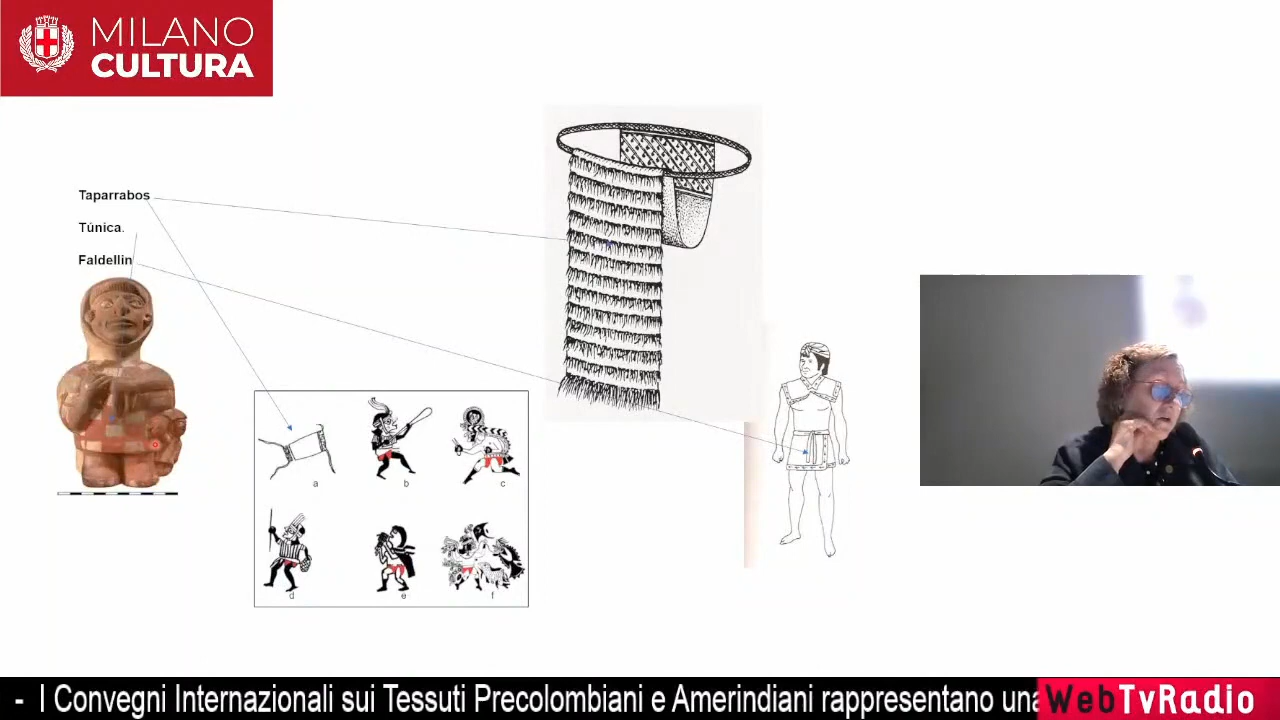 MILANO
CULTURA
Taparrabos
Túnica.
Faldellin
a
b
c
d
e
f
- I Convegni Internazionali sui Tessuti Precolombiani e Amerindiani rappresentano una
WebTvRadio